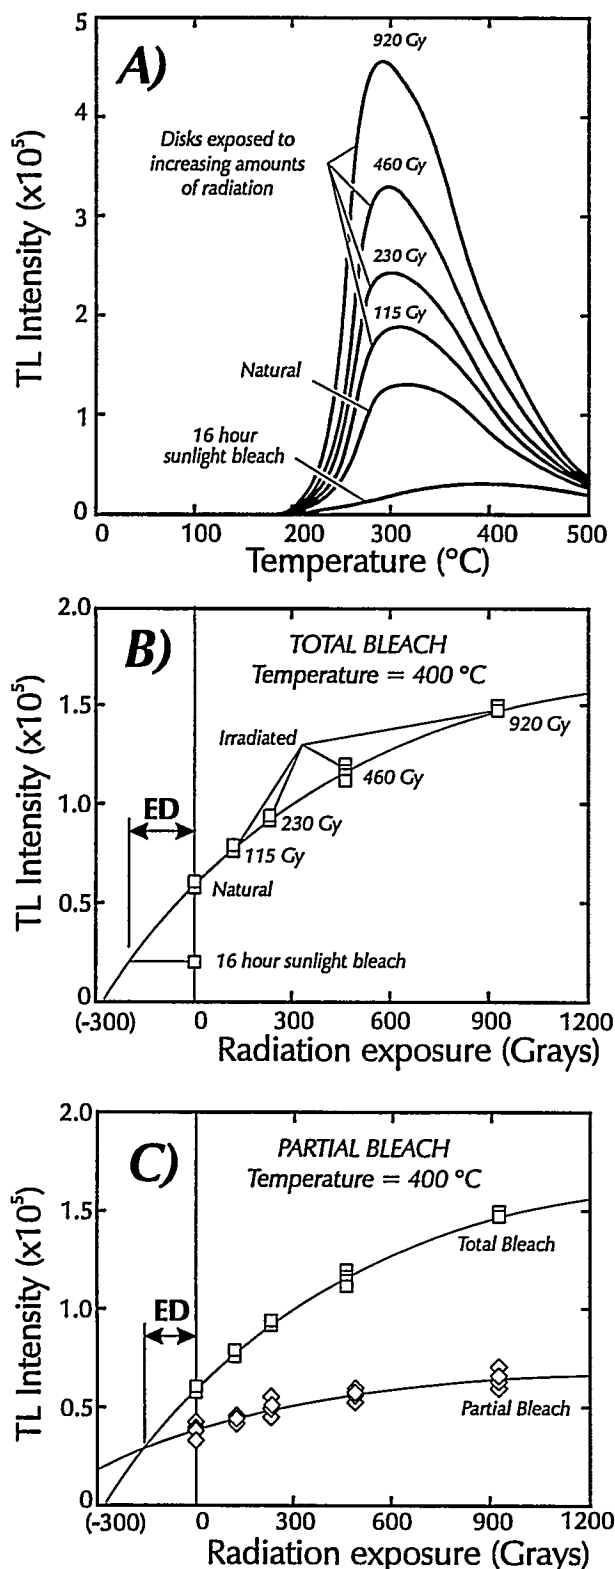 A)
TL Intensity (x10⁵)
5
4
3
2
1
0
920 Gy
Disks exposed to
increasing amounts
of radiation
460 Gy
230 Gy
115 Gy
Natural
16 hour
sunlight bleach
0 100 200 300 400 500
Temperature (°C)
B)
TOTAL BLEACH
Temperature = 400 °C
TL Intensity (x10⁵)
2.0
1.5
1.0
0.5
0
Irradiated
920 Gy
460 Gy
ED
230 Gy
115 Gy
Natural
16 hour sunlight bleach
(-300) 0 300 600 900 1200
Radiation exposure (Grays)
C)
PARTIAL BLEACH
Temperature = 400 °C
TL Intensity (x10⁵)
2.0
1.5
1.0
0.5
0
Total Bleach
ED
Partial Bleach
(-300) 0 300 600 900 1200
Radiation exposure (Grays)